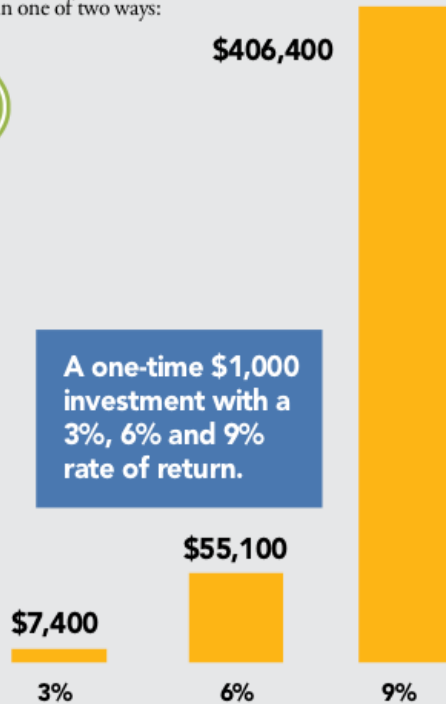 n one of two ways:
$406,400
A one-time $1,000
investment with a
3%, 6% and 9%
rate of return.
$55,100
$7,400
3%
6%
9%